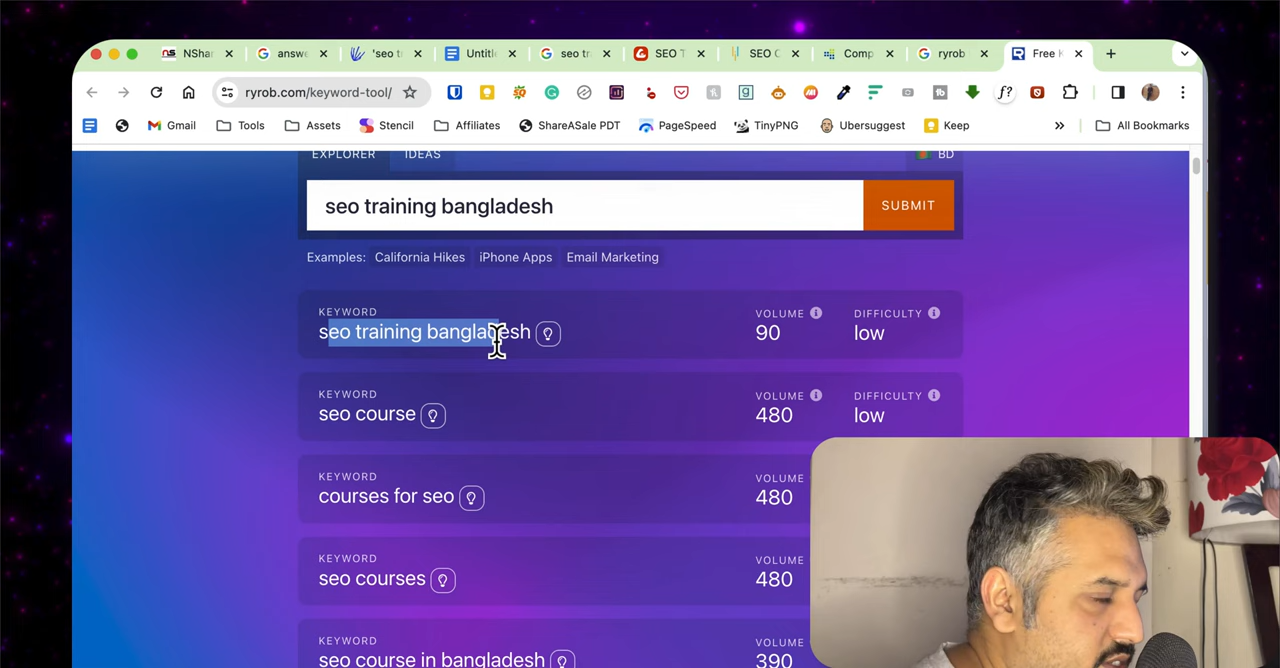 NShar
answe
'seo t
Untitle
seo tr
SEO T
SEO C
Comp
ryrob
Free K
ryrob.com/keyword-tool/
Gmail
Tools
Assets
Stencil
Affiliates
ShareASale PDT
PageSpeed
TinyPNG
Ubersuggest
Keep
All Bookmarks
EXPLORER
IDEAS
BD
seo training bangladesh
SUBMIT
Examples: California Hikes iPhone Apps Email Marketing
KEYWORD
seo training bangladesh
VOLUME
90
DIFFICULTY
low
KEYWORD
seo course
VOLUME
480
DIFFICULTY
low
KEYWORD
courses for seo
VOLUME
480
KEYWORD
seo courses
VOLUME
480
KEYWORD
seo course in bangladesh
VOLUME
390